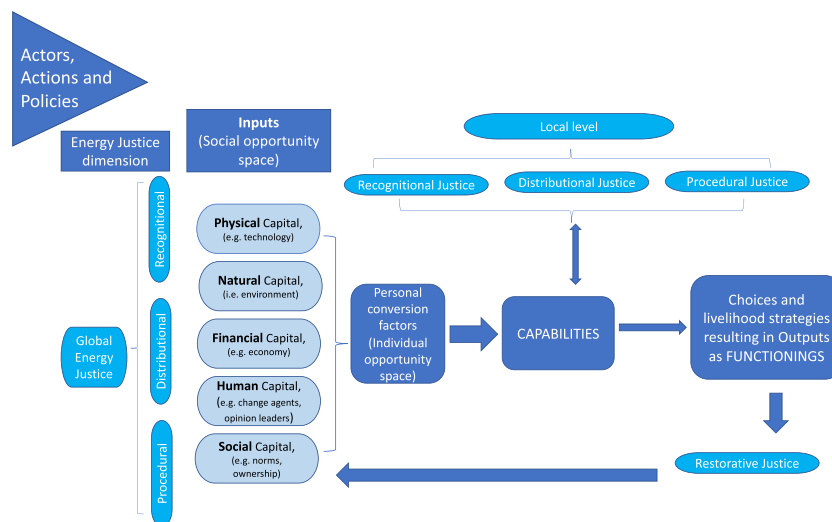 Actors,
Actions and
Policies
Energy Justice
dimension
Inputs
(Social opportunity
space)
Local level
Recognitional Justice
Distributional Justice
Procedural Justice
Recognitional
Distributional
Procedural
Global
Energy
Justice
Physical Capital,
(e.g. technology)
Natural Capital,
(i.e. environment)
Financial Capital,
(e.g. economy)
Human Capital,
(e.g. change agents,
opinion leaders)
Social Capital,
(e.g. norms,
ownership)
Personal
conversion
factors
(Individual
opportunity
space)
CAPABILITIES
Choices and
livelihood strategies
resulting in Outputs
as FUNCTIONINGS
Restorative Justice